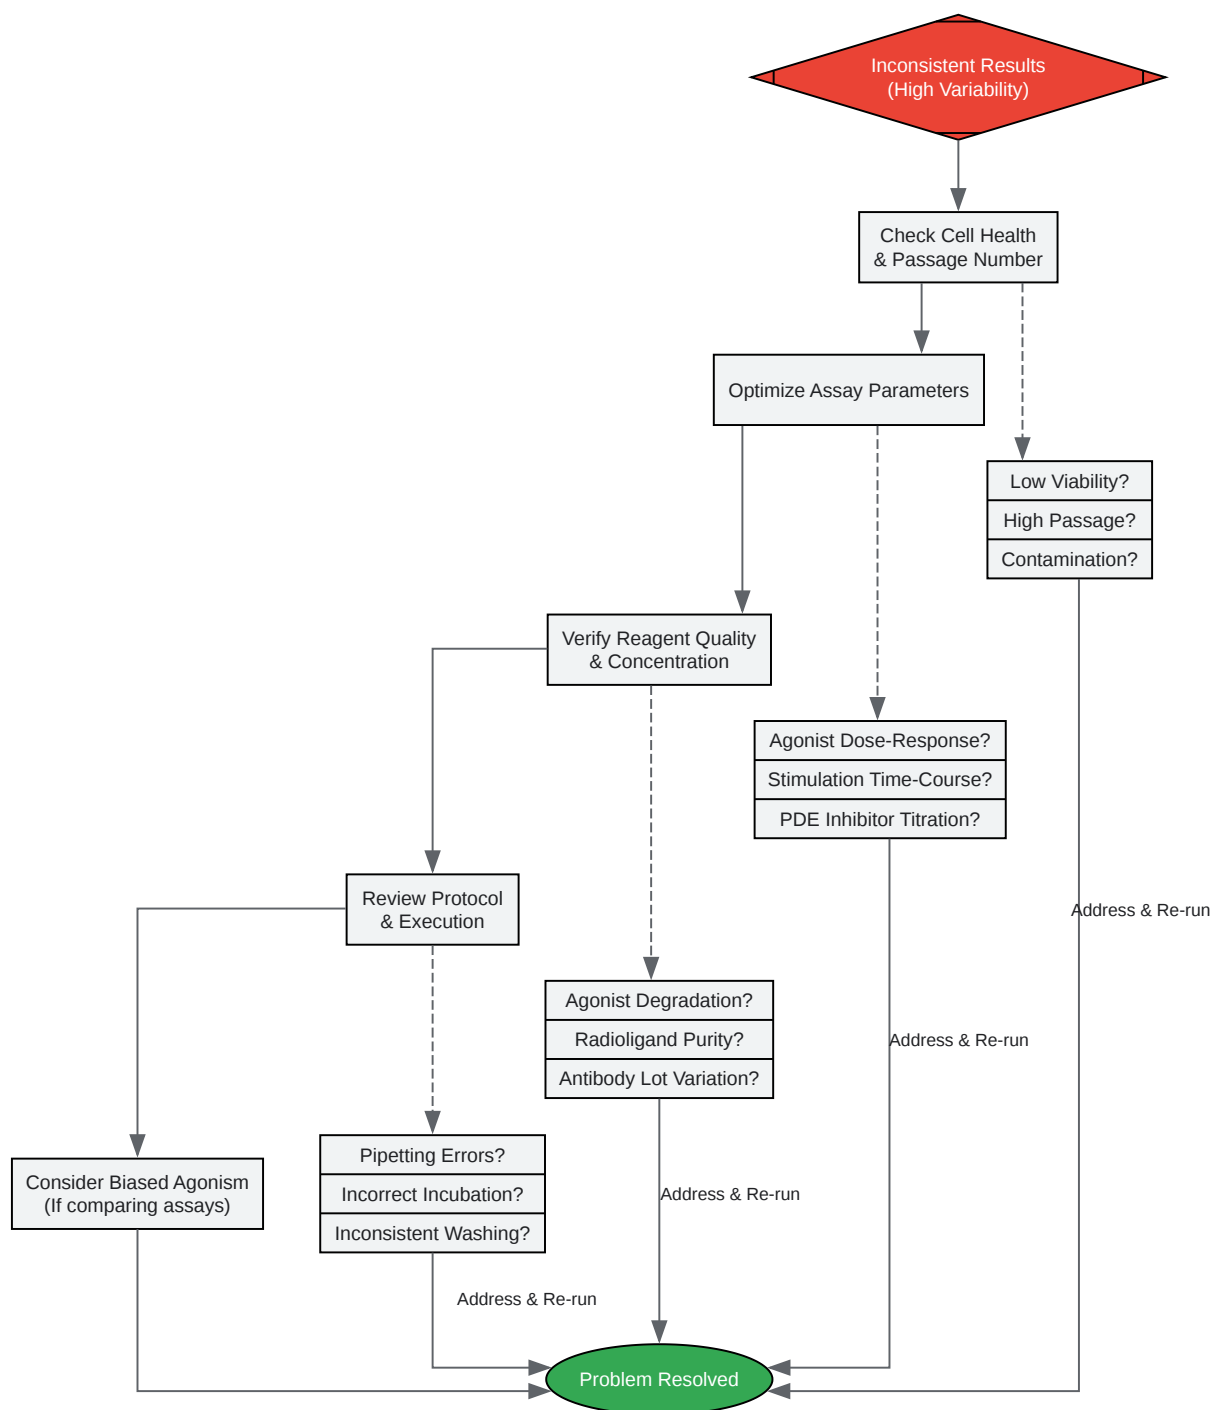 Inconsistent Results
(High Variability)
Check Cell Health
& Passage Number
Optimize Assay Parameters
Low Viability?
High Passage?
Contamination?
Verify Reagent Quality
& Concentration
Agonist Dose-Response?
Stimulation Time-Course?
PDE Inhibitor Titration?
Review Protocol
& Execution
Address & Re-run
Agonist Degradation?
Radioligand Purity?
Antibody Lot Variation?
Address & Re-run
Pipetting Errors?
Incorrect Incubation?
Inconsistent Washing?
Consider Biased Agonism
(If comparing assays)
Address & Re-run
Address & Re-run
Problem Resolved